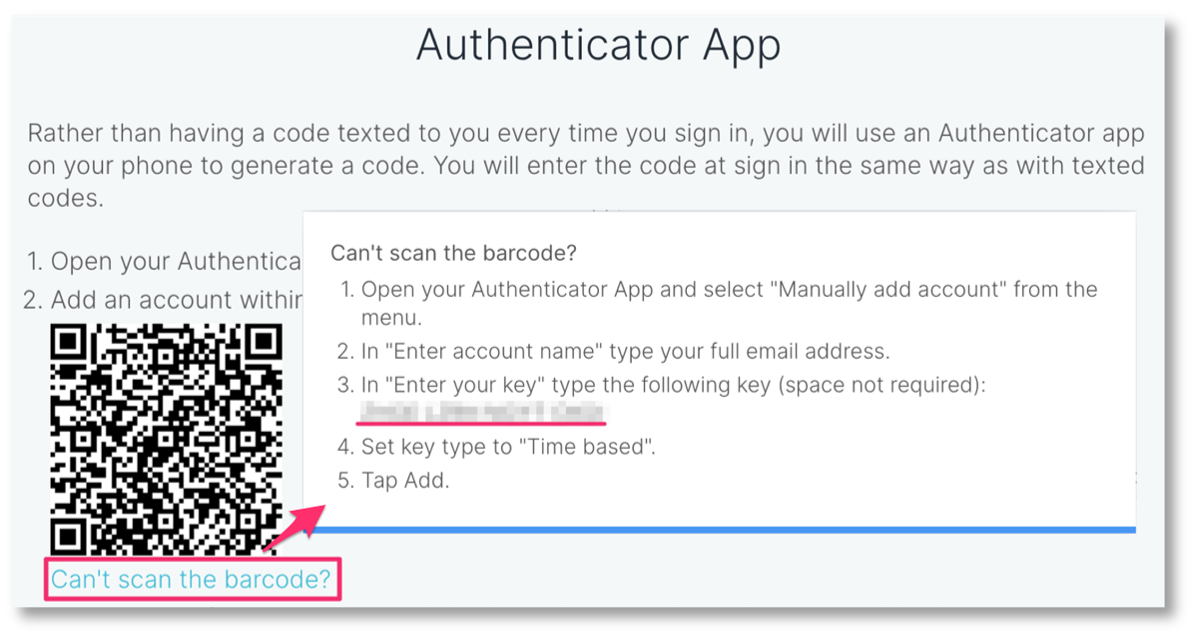 Authenticator App
Rather than having a code texted to you every time you sign in, you will use an Authenticator app
on your phone to generate a code. You will enter the code at sign in the same way as with texted
codes.
1. Open your Authentica
2. Add an account within
Can't scan the barcode?
1. Open your Authenticator App and select "Manually add account" from the
menu.
2. In "Enter account name" type your full email address.
3. In "Enter your key" type the following key (space not required):
4. Set key type to "Time based".
5. Tap Add.
Can't scan the barcode?